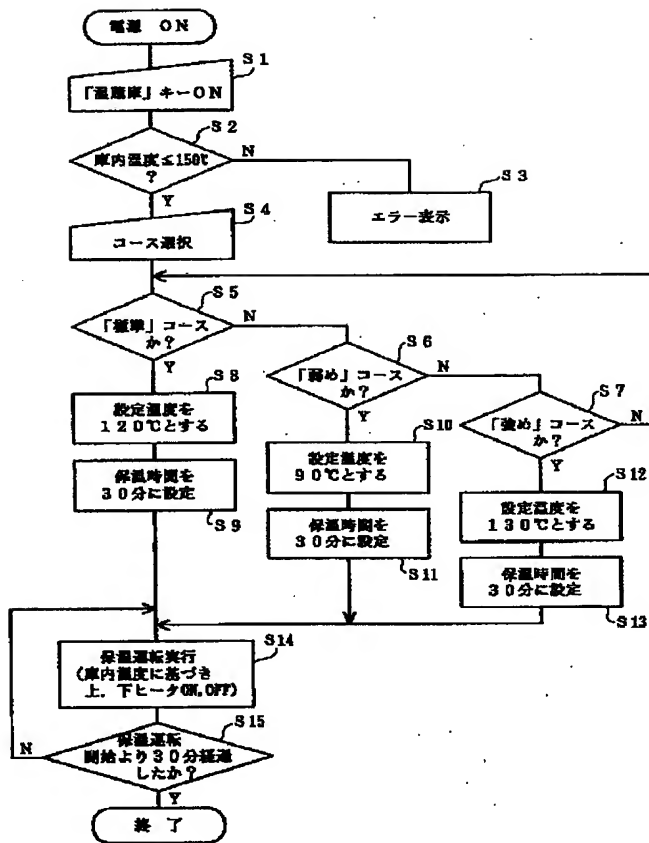 電源 ON
S1
「温蔵庫」キーON
S2
庫内温度≦150℃
?
N
Y
S3
エラー表示
S4
コース選択
S5
「標準」コース
か?
N
Y
S6
「弱め」コース
か?
N
Y
S7
「強め」コース
か?
N
Y
S8
設定温度を
120℃とする
S9
保温時間を
30分に設定
S10
設定温度を
90℃とする
S11
保温時間を
30分に設定
S12
設定温度を
130℃とする
S13
保温時間を
30分に設定
S14
保温運転実行
(庫内温度に基づき
上, 下ヒータON,OFF)
S15
保温運転
開始より30分経過
したか?
N
Y
終 了